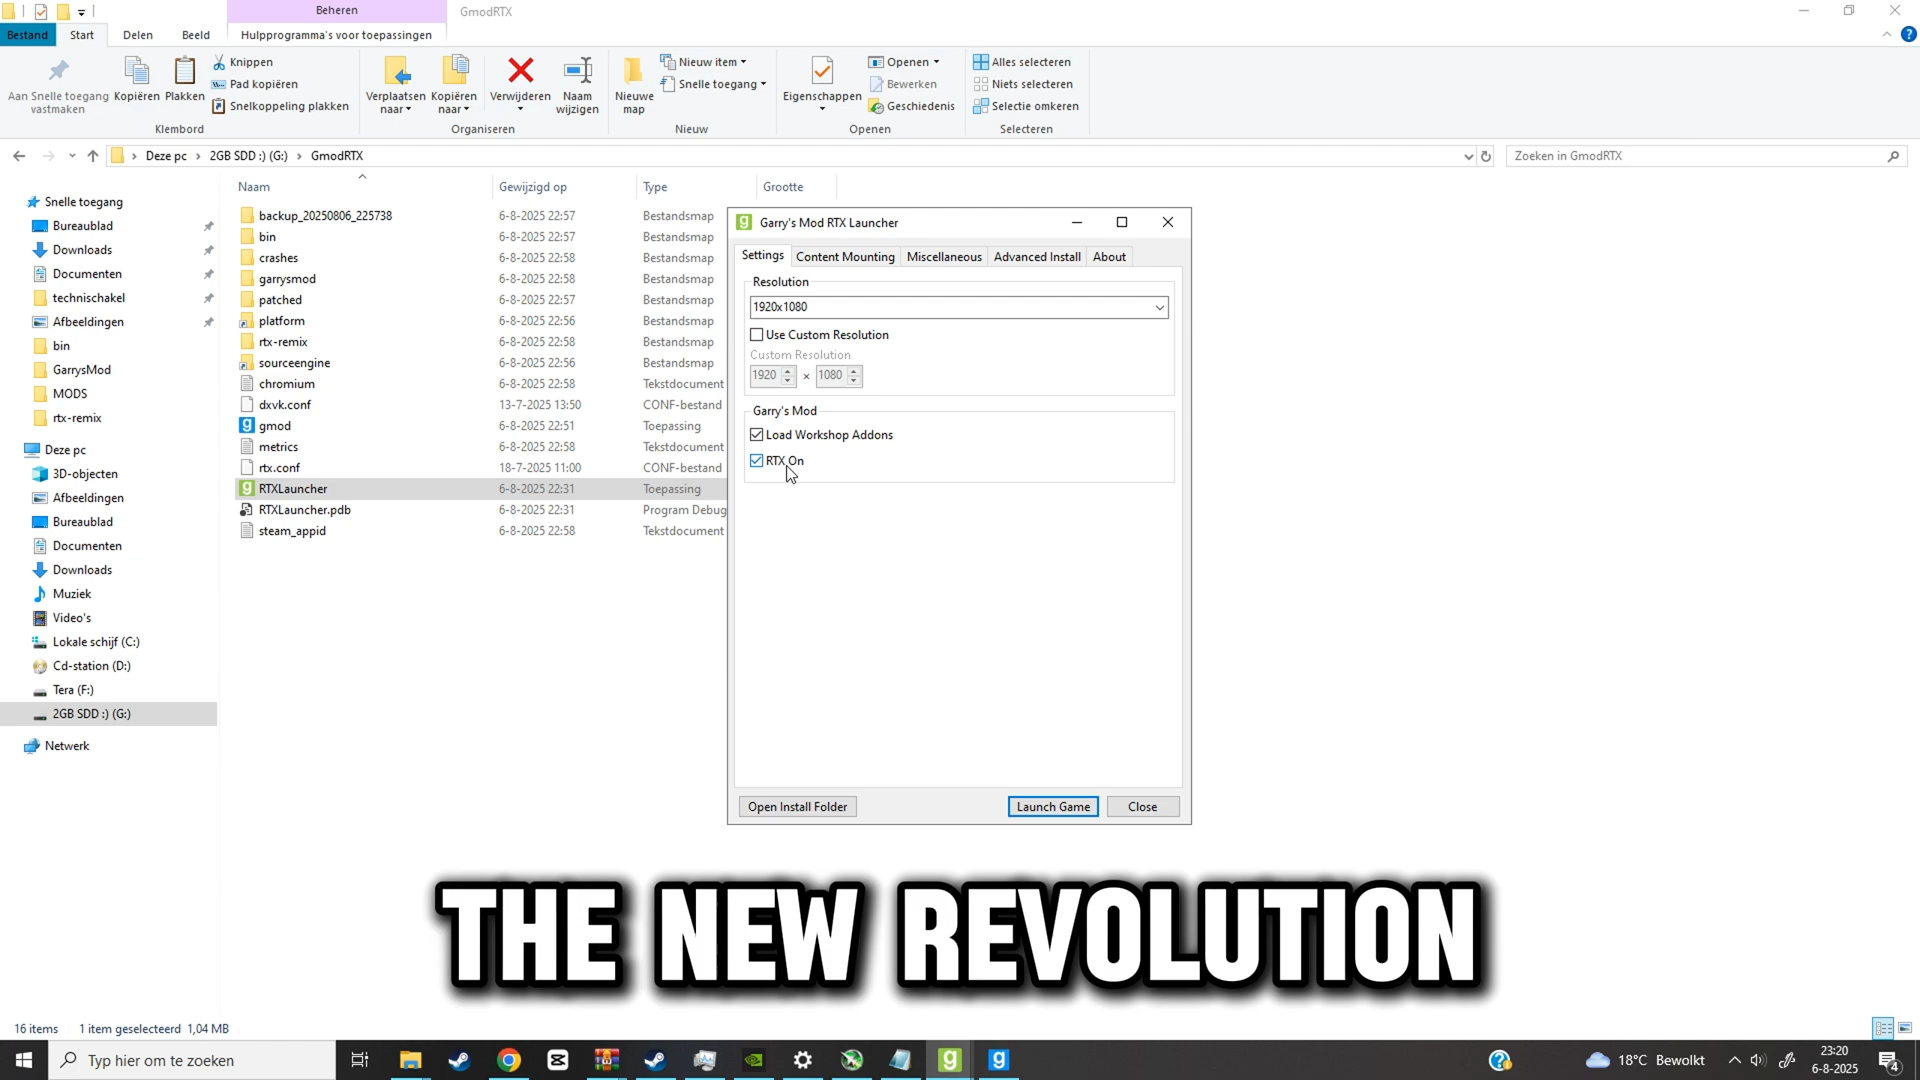 Beheren
GmodRTX
Bestand
Start
Delen
Beeld
Hulpprogramma's voor toepassingen
Aan Snelle toegang
vastmaken
Kopiëren
Plakken
Knippen
Pad kopiëren
Snelkoppeling plakken
Klembord
Verplaatsen
naar
Kopiëren
naar
Verwijderen
Naam
wijzigen
Organiseren
Nieuwe
map
Nieuw item
Snelle toegang
Nieuw
Eigenschappen
Openen
Bewerken
Geschiedenis
Openen
Alles selecteren
Niets selecteren
Selectie omkeren
Selecteren
Deze pc > 2GB SDD :) (G:) > GmodRTX
Zoeken in GmodRTX
Snelle toegang
Bureaublad
Downloads
Documenten
technischakel
Afbeeldingen
bin
GarrysMod
MODS
rtx-remix
Deze pc
3D-objecten
Afbeeldingen
Bureaublad
Documenten
Downloads
Muziek
Video's
Lokale schijf (C:)
Cd-station (D:)
Tera (F:)
2GB SDD :) (G:)
Netwerk
Naam Gewijzigd op Type Grootte
backup_20250806_225738 6-8-2025 22:57 Bestandsmap
bin 6-8-2025 22:57 Bestandsmap
crashes 6-8-2025 22:58 Bestandsmap
garrysmod 6-8-2025 22:58 Bestandsmap
patched 6-8-2025 22:57 Bestandsmap
platform 6-8-2025 22:56 Bestandsmap
rtx-remix 6-8-2025 22:58 Bestandsmap
sourceengine 6-8-2025 22:56 Bestandsmap
chromium 6-8-2025 22:58 Tekstdocument
dxvk.conf 13-7-2025 13:50 CONF-bestand
gmod 6-8-2025 22:51 Toepassing
metrics 6-8-2025 22:58 Tekstdocument
rtx.conf 18-7-2025 11:00 CONF-bestand
RTXLauncher 6-8-2025 22:31 Toepassing
RTXLauncher.pdb 6-8-2025 22:31 Program Debug
steam_appid 6-8-2025 22:58 Tekstdocument
Garry's Mod RTX Launcher
Settings
Content Mounting
Miscellaneous
Advanced Install
About
Resolution
1920x1080
Use Custom Resolution
Custom Resolution
1920 × 1080
Garry's Mod
Load Workshop Addons
RTX On
Open Install Folder
Launch Game
Close
THE NEW REVOLUTION
16 items 1 item geselecteerd 1,04 MB
Typ hier om te zoeken
18°C Bewolkt
23:20
6-8-2025
4